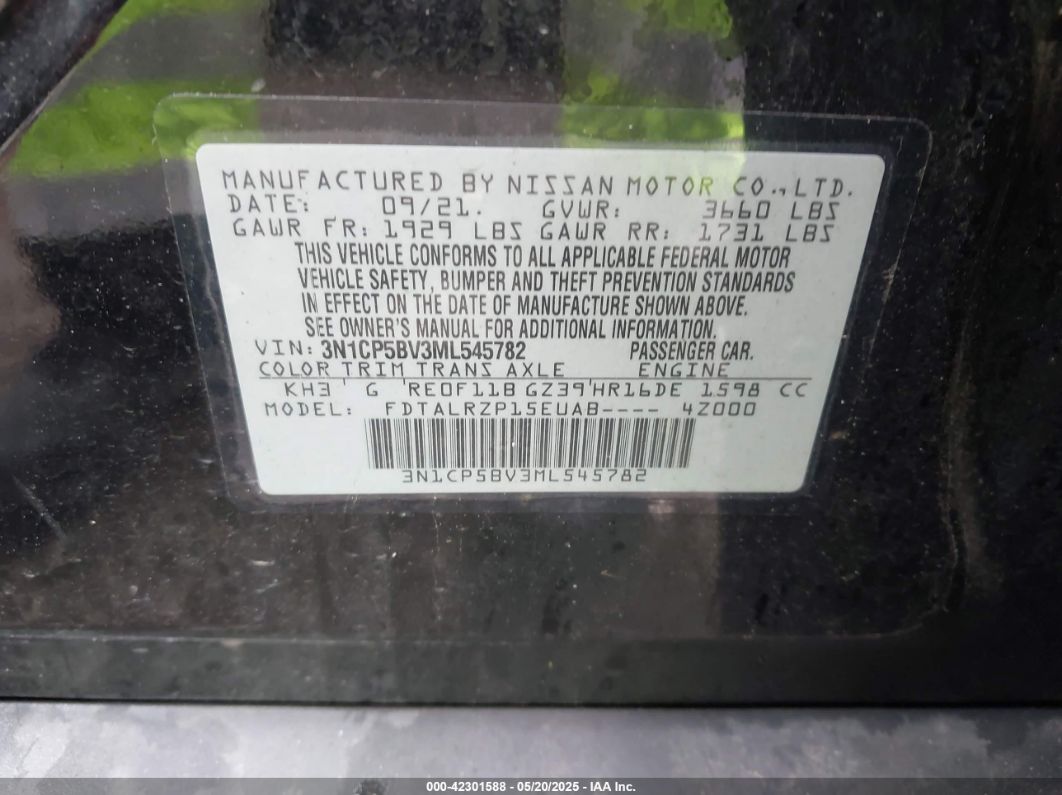 MANUFACTURED BY NISSAN MOTOR CO.,LTD.
DATE: 09/21. GVWR: 3660 LBS
GAWR FR: 1929 LBS GAWR RR: 1731 LBS
THIS VEHICLE CONFORMS TO ALL APPLICABLE FEDERAL MOTOR
VEHICLE SAFETY, BUMPER AND THEFT PREVENTION STANDARDS
IN EFFECT ON THE DATE OF MANUFACTURE SHOWN ABOVE.
SEE OWNER'S MANUAL FOR ADDITIONAL INFORMATION.
VIN: 3N1CP5BV3ML545782 PASSENGER CAR.
COLOR TRIM TRANS AXLE ENGINE
KH3 ' G 'RE0F11B GZ39'HR16DE 1598 CC
MODEL: FDTALRZP15EUAB---- 4Z000
3N1CP5BV3ML545782
000-42301588 - 05/20/2025 - IAA Inc.